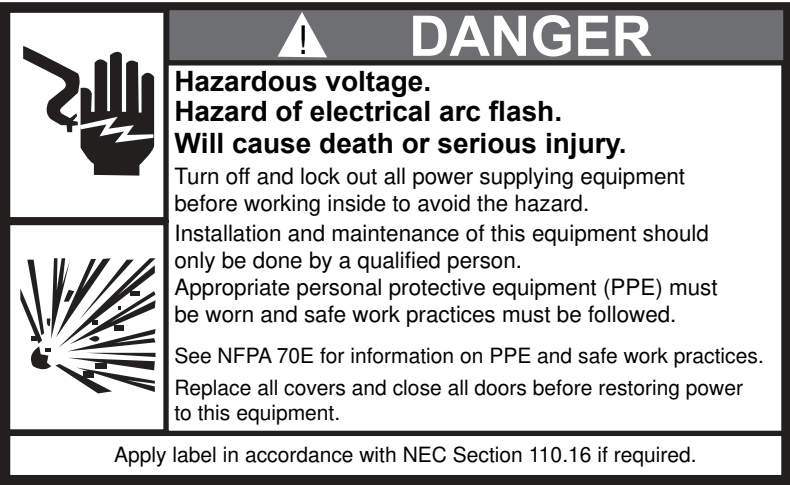 DANGER
Hazardous voltage.
Hazard of electrical arc flash.
Will cause death or serious injury.
Turn off and lock out all power supplying equipment
before working inside to avoid the hazard.
Installation and maintenance of this equipment should
only be done by a qualified person.
Appropriate personal protective equipment (PPE) must
be worn and safe work practices must be followed.
See NFPA 70E for information on PPE and safe work practices.
Replace all covers and close all doors before restoring power
to this equipment.
Apply label in accordance with NEC Section 110.16 if required.